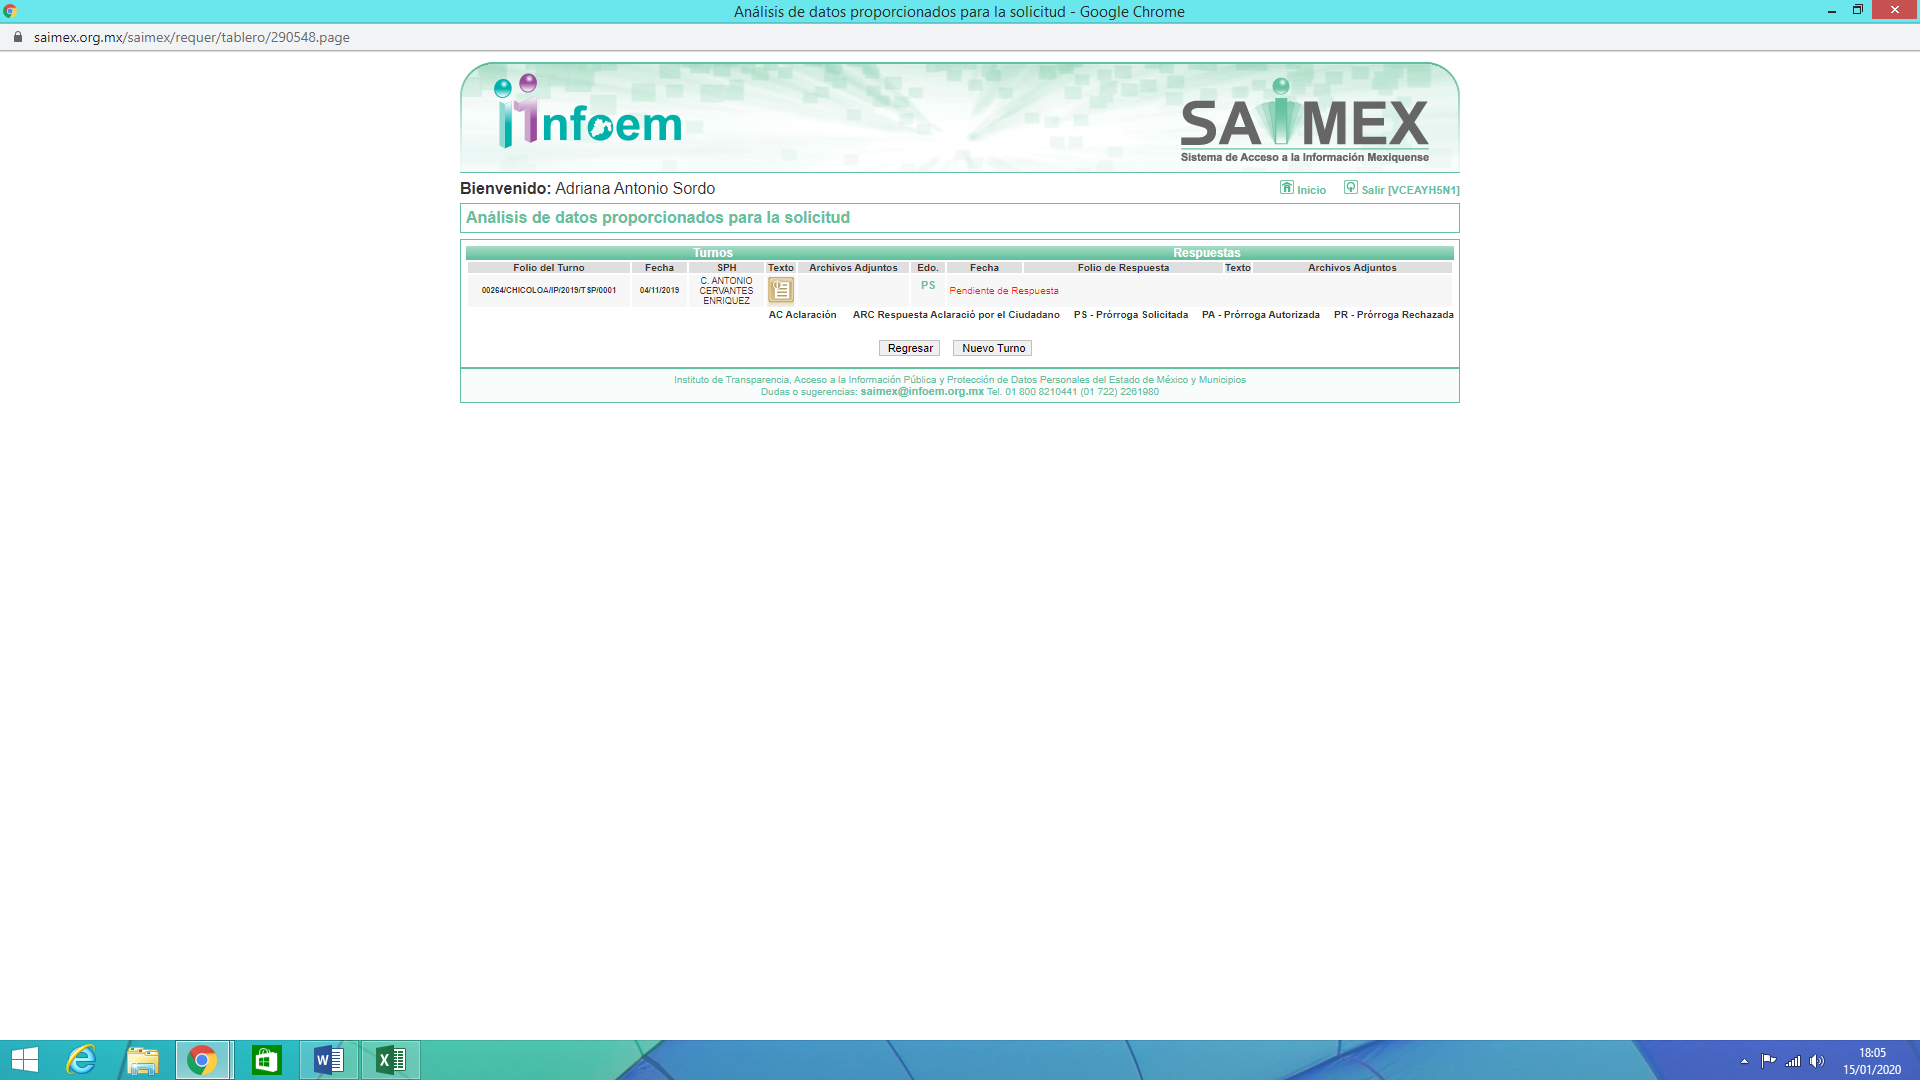 Análisis de datos proporcionados para la solicitud - Google Chrome
saimex.org.mx/saimex/requer/tablero/290548.page
infoem
SAIMEX
Sistema de Acceso a la Información Mexiquense
Bienvenido: Adriana Antonio Sordo
Inicio Salir [VCEAYH5N1]
Análisis de datos proporcionados para la solicitud
Turnos Respuestas
Folio del Turno Fecha SPH Texto Archivos Adjuntos Edo. Fecha Folio de Respuesta Texto Archivos Adjuntos
00264/CHICOLOA/IP/2019/TSP/0001 04/11/2019 C. ANTONIO CERVANTES ENRIQUEZ PS Pendiente de Respuesta
AC Aclaración ARC Respuesta Aclaració por el Ciudadano PS - Prórroga Solicitada PA - Prórroga Autorizada PR - Prórroga Rechazada
Regresar Nuevo Turno
Instituto de Transparencia, Acceso a la Información Pública y Protección de Datos Personales del Estado de México y Municipios
Dudas o sugerencias: saimex@infoem.org.mx Tel. 01 800 8210441 (01 722) 2261980
18:05
15/01/2020